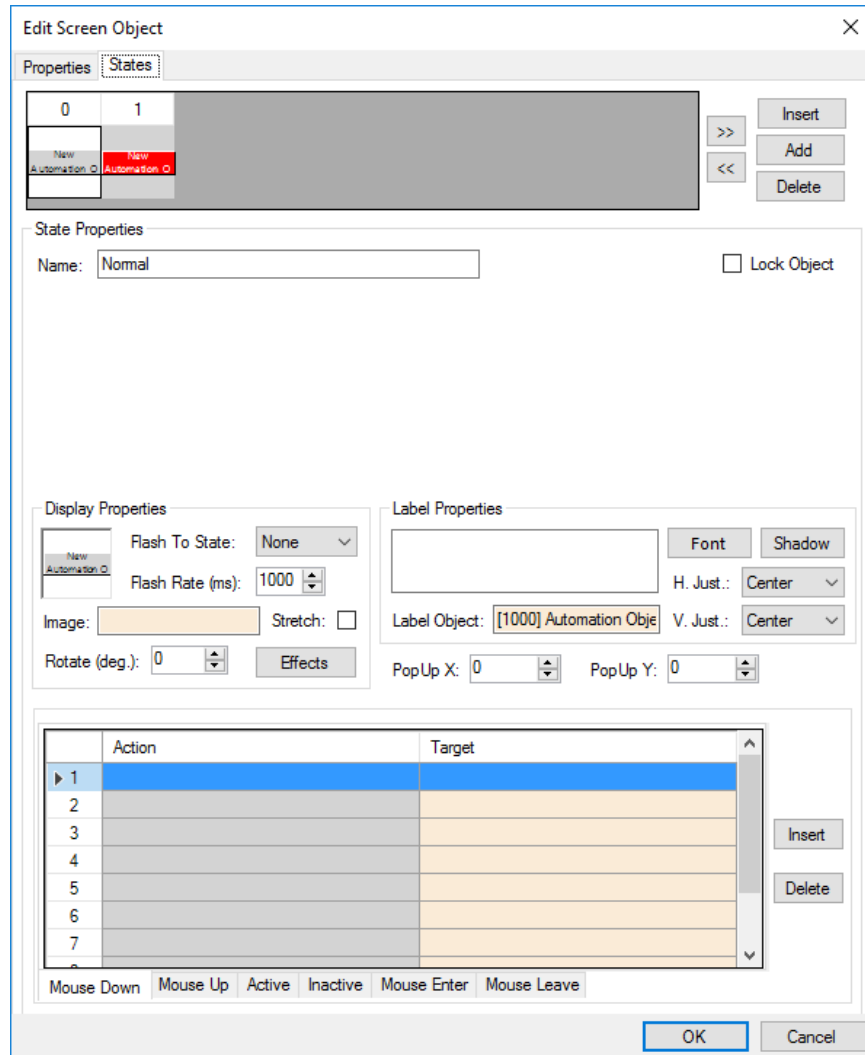 Edit Screen Object
Properties States
0 1
New New
Automation O Automation O
>>
<<
Insert
Add
Delete
State Properties
Name: Normal
Lock Object
Display Properties
New
Automation O
Flash To State: None
Flash Rate (ms): 1000
Image: Stretch:
Rotate (deg.): 0 Effects
Label Properties
Font Shadow
H. Just.: Center
Label Object: [1000] Automation Obje V. Just.: Center
PopUp X: 0 PopUp Y: 0
Action Target
1
2
3
4
5
6
7
Insert
Delete
Mouse Down Mouse Up Active Inactive Mouse Enter Mouse Leave
OK Cancel